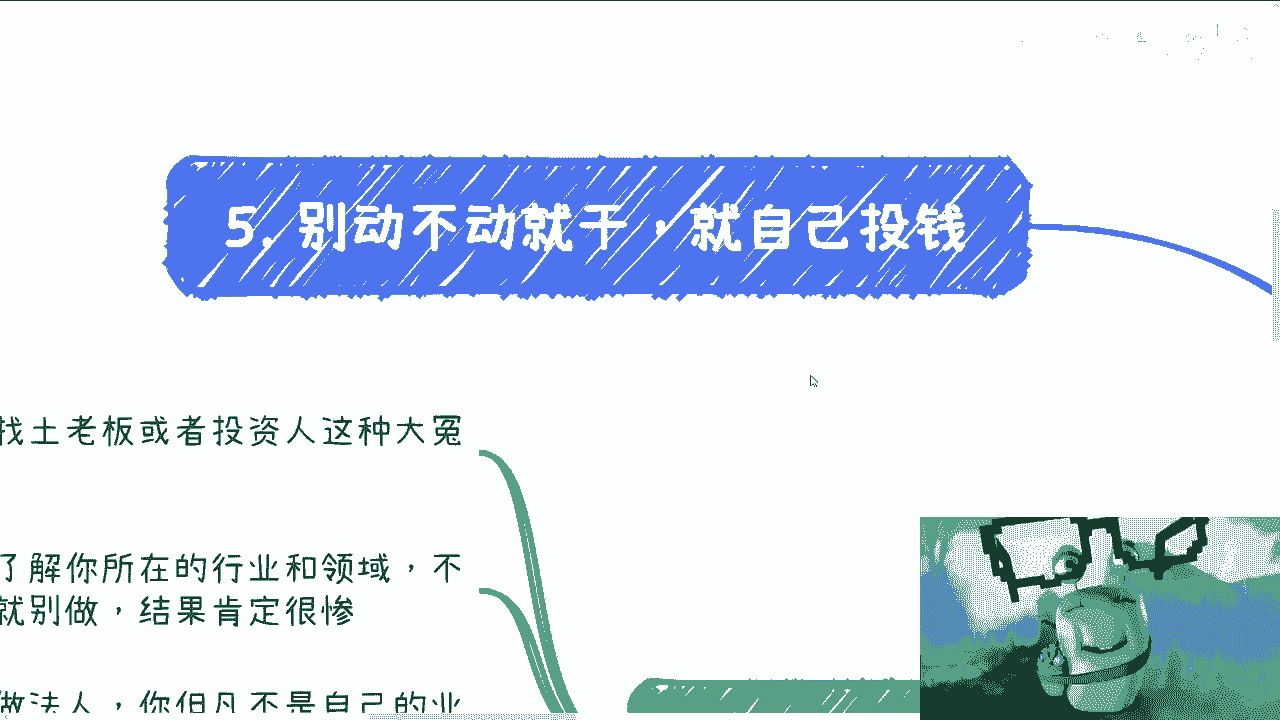 5. 别动不动就干，就自己投钱
找土老板或者投资人这种大冤
了解你所在的行业和领域，不
就别做，结果肯定很惨
做法人，你但凡不是自己的业